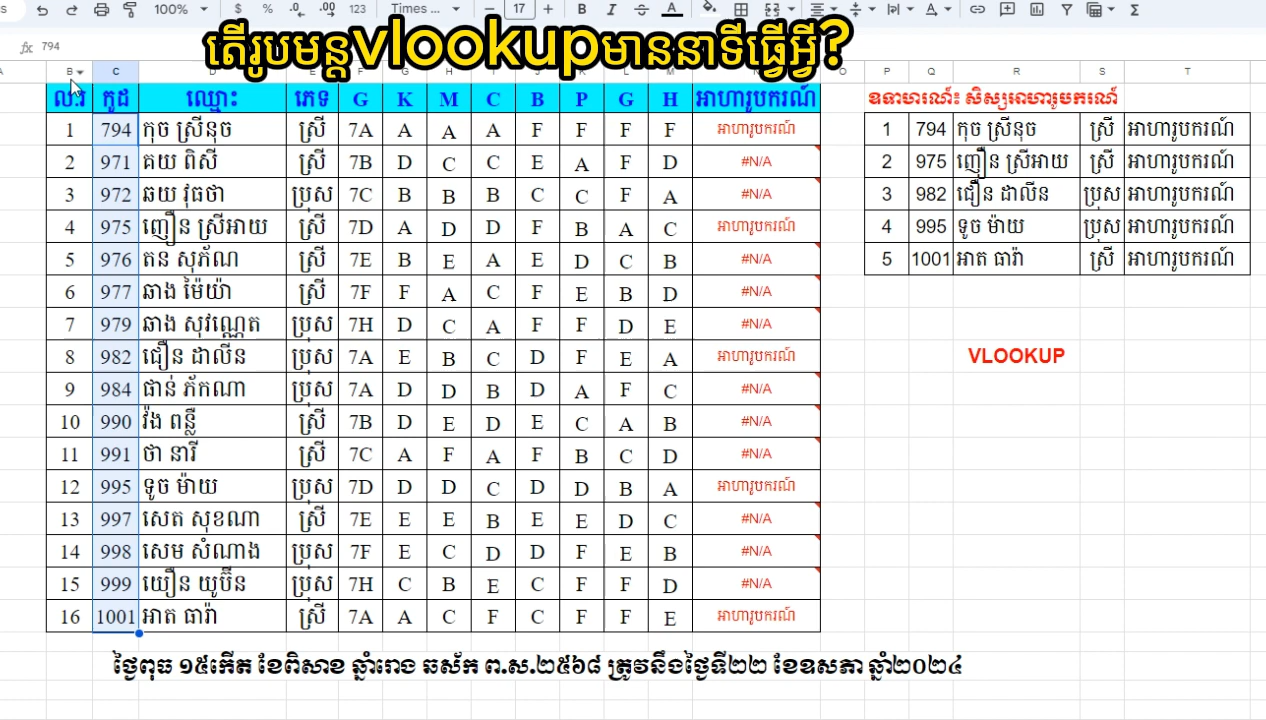 100% $ % .0 .00 123 Times ... 17 B I A Σ
fx 794
តើរូបមន្តvlookupមាននាទីធ្វើអ្វី?
B C D E F G H I J K L M N O P Q R S T
ល.រ កូដ ឈ្មោះ ភេទ G K M C B P G H អាហារូបករណ៍
1 794 កុច ស្រីនុច ស្រី 7A A A A F F F F អាហារូបករណ៍
2 971 គយ ពិសី ស្រី 7B D C C E A F D #N/A
3 972 ឆយ វុធថា ប្រុស 7C B B B C C F A #N/A
4 975 ញឿន ស្រីអាយ ស្រី 7D A D D F B A C អាហារូបករណ៍
5 976 តន សុភ័ណ ស្រី 7E B E A E D C B #N/A
6 977 ឆាង ម៉ៃយ៉ា ស្រី 7F F A C F E B D #N/A
7 979 ឆាង សុវណ្ណេត ប្រុស 7H D C A F F D E #N/A
8 982 ជឿន ដាលីន ប្រុស 7A E B C D F E A អាហារូបករណ៍
9 984 ផាន់ ភ័កណា ប្រុស 7A D D B D A F C #N/A
10 990 វ៉ង ពន្លឺ ស្រី 7B D E D E C A B #N/A
11 991 ថា នារី ស្រី 7C A F A F B C D #N/A
12 995 ទូច ម៉ាយ ប្រុស 7D D D C D D B A អាហារូបករណ៍
13 997 សេត សុខណា ស្រី 7E E E B E E D C #N/A
14 998 សេម សំណាង ប្រុស 7F E C D D F E B #N/A
15 999 យឿន យូប៊ីន ប្រុស 7H C B E C F F D #N/A
16 1001 អាត ធារ៉ា ស្រី 7A A C F C F F E អាហារូបករណ៍
ឧទាហរណ៍៖ សិស្សអាហារូបករណ៍
1 794 កុច ស្រីនុច ស្រី អាហារូបករណ៍
2 975 ញឿន ស្រីអាយ ស្រី អាហារូបករណ៍
3 982 ជឿន ដាលីន ប្រុស អាហារូបករណ៍
4 995 ទូច ម៉ាយ ប្រុស អាហារូបករណ៍
5 1001 អាត ធារ៉ា ស្រី អាហារូបករណ៍
VLOOKUP
ថ្ងៃពុធ ១៥កើត ខែពិសាខ ឆ្នាំរោង ឆស័ក ព.ស.២៥៦៨ ត្រូវនឹងថ្ងៃទី២២ ខែឧសភា ឆ្នាំ២០២៤